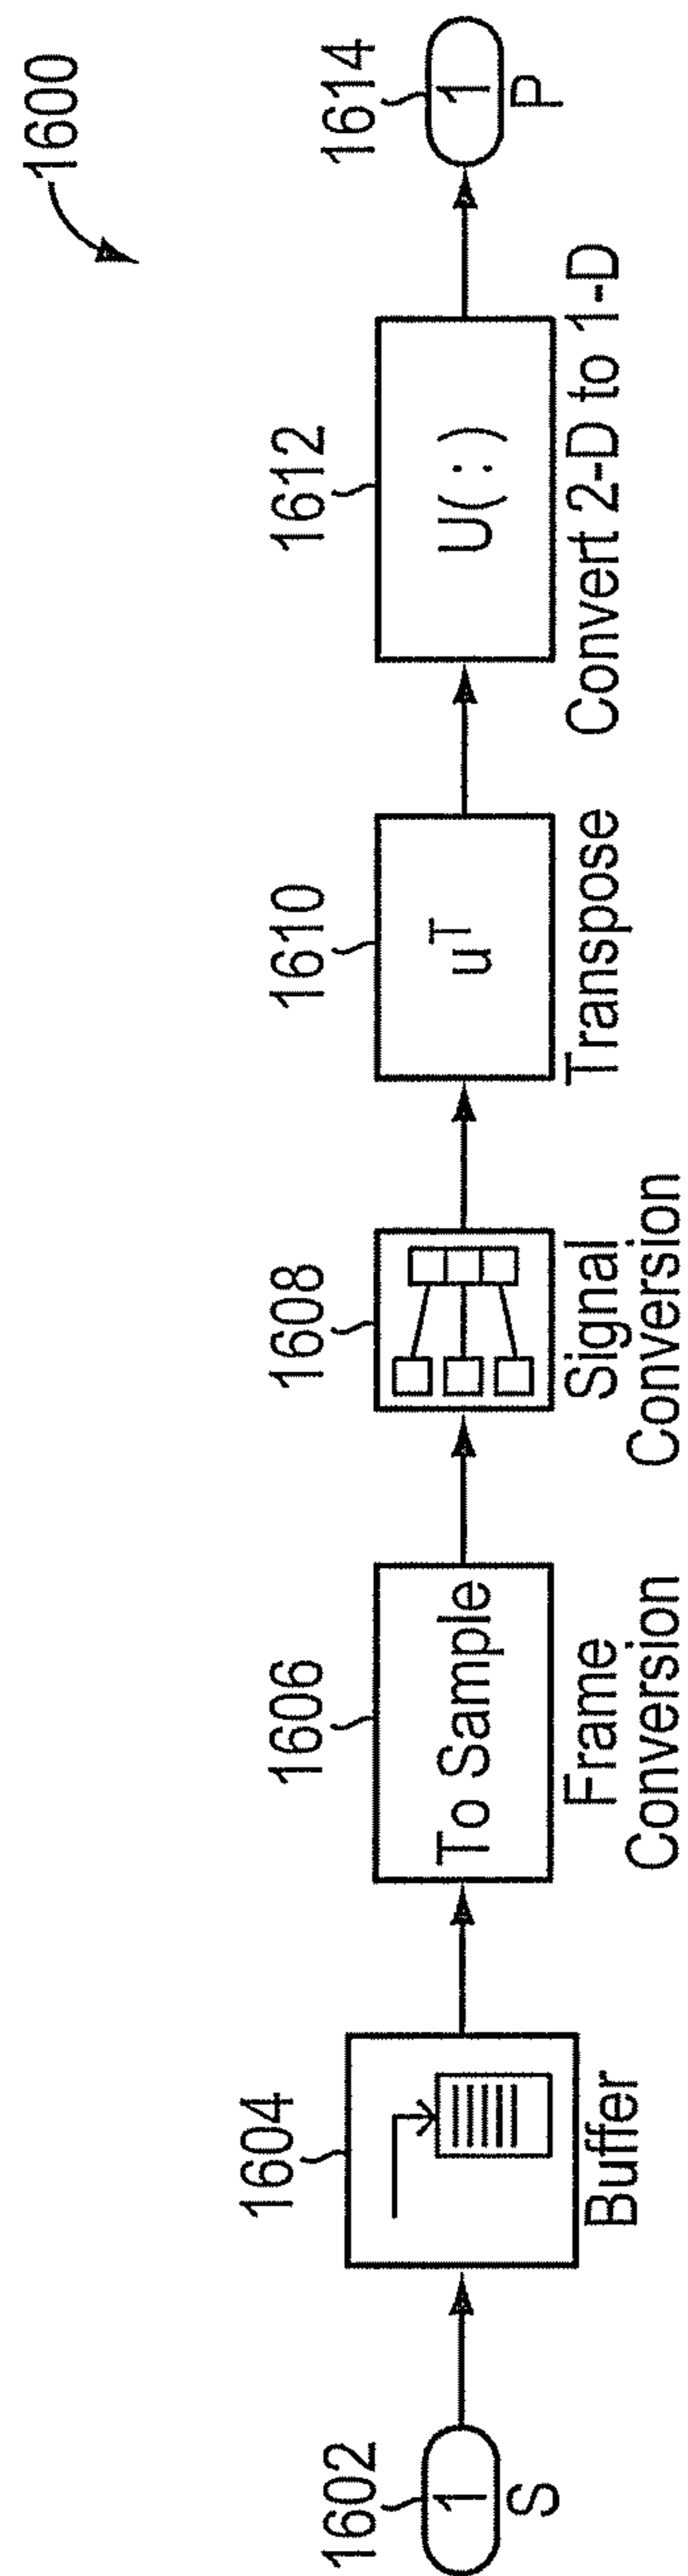 1600
1602
1
S
1604
Buffer
1606
To Sample
Frame
Conversion
1608
Signal
Conversion
1610
u^T
Transpose
1612
U(:)
Convert 2-D to 1-D
1614
1
P